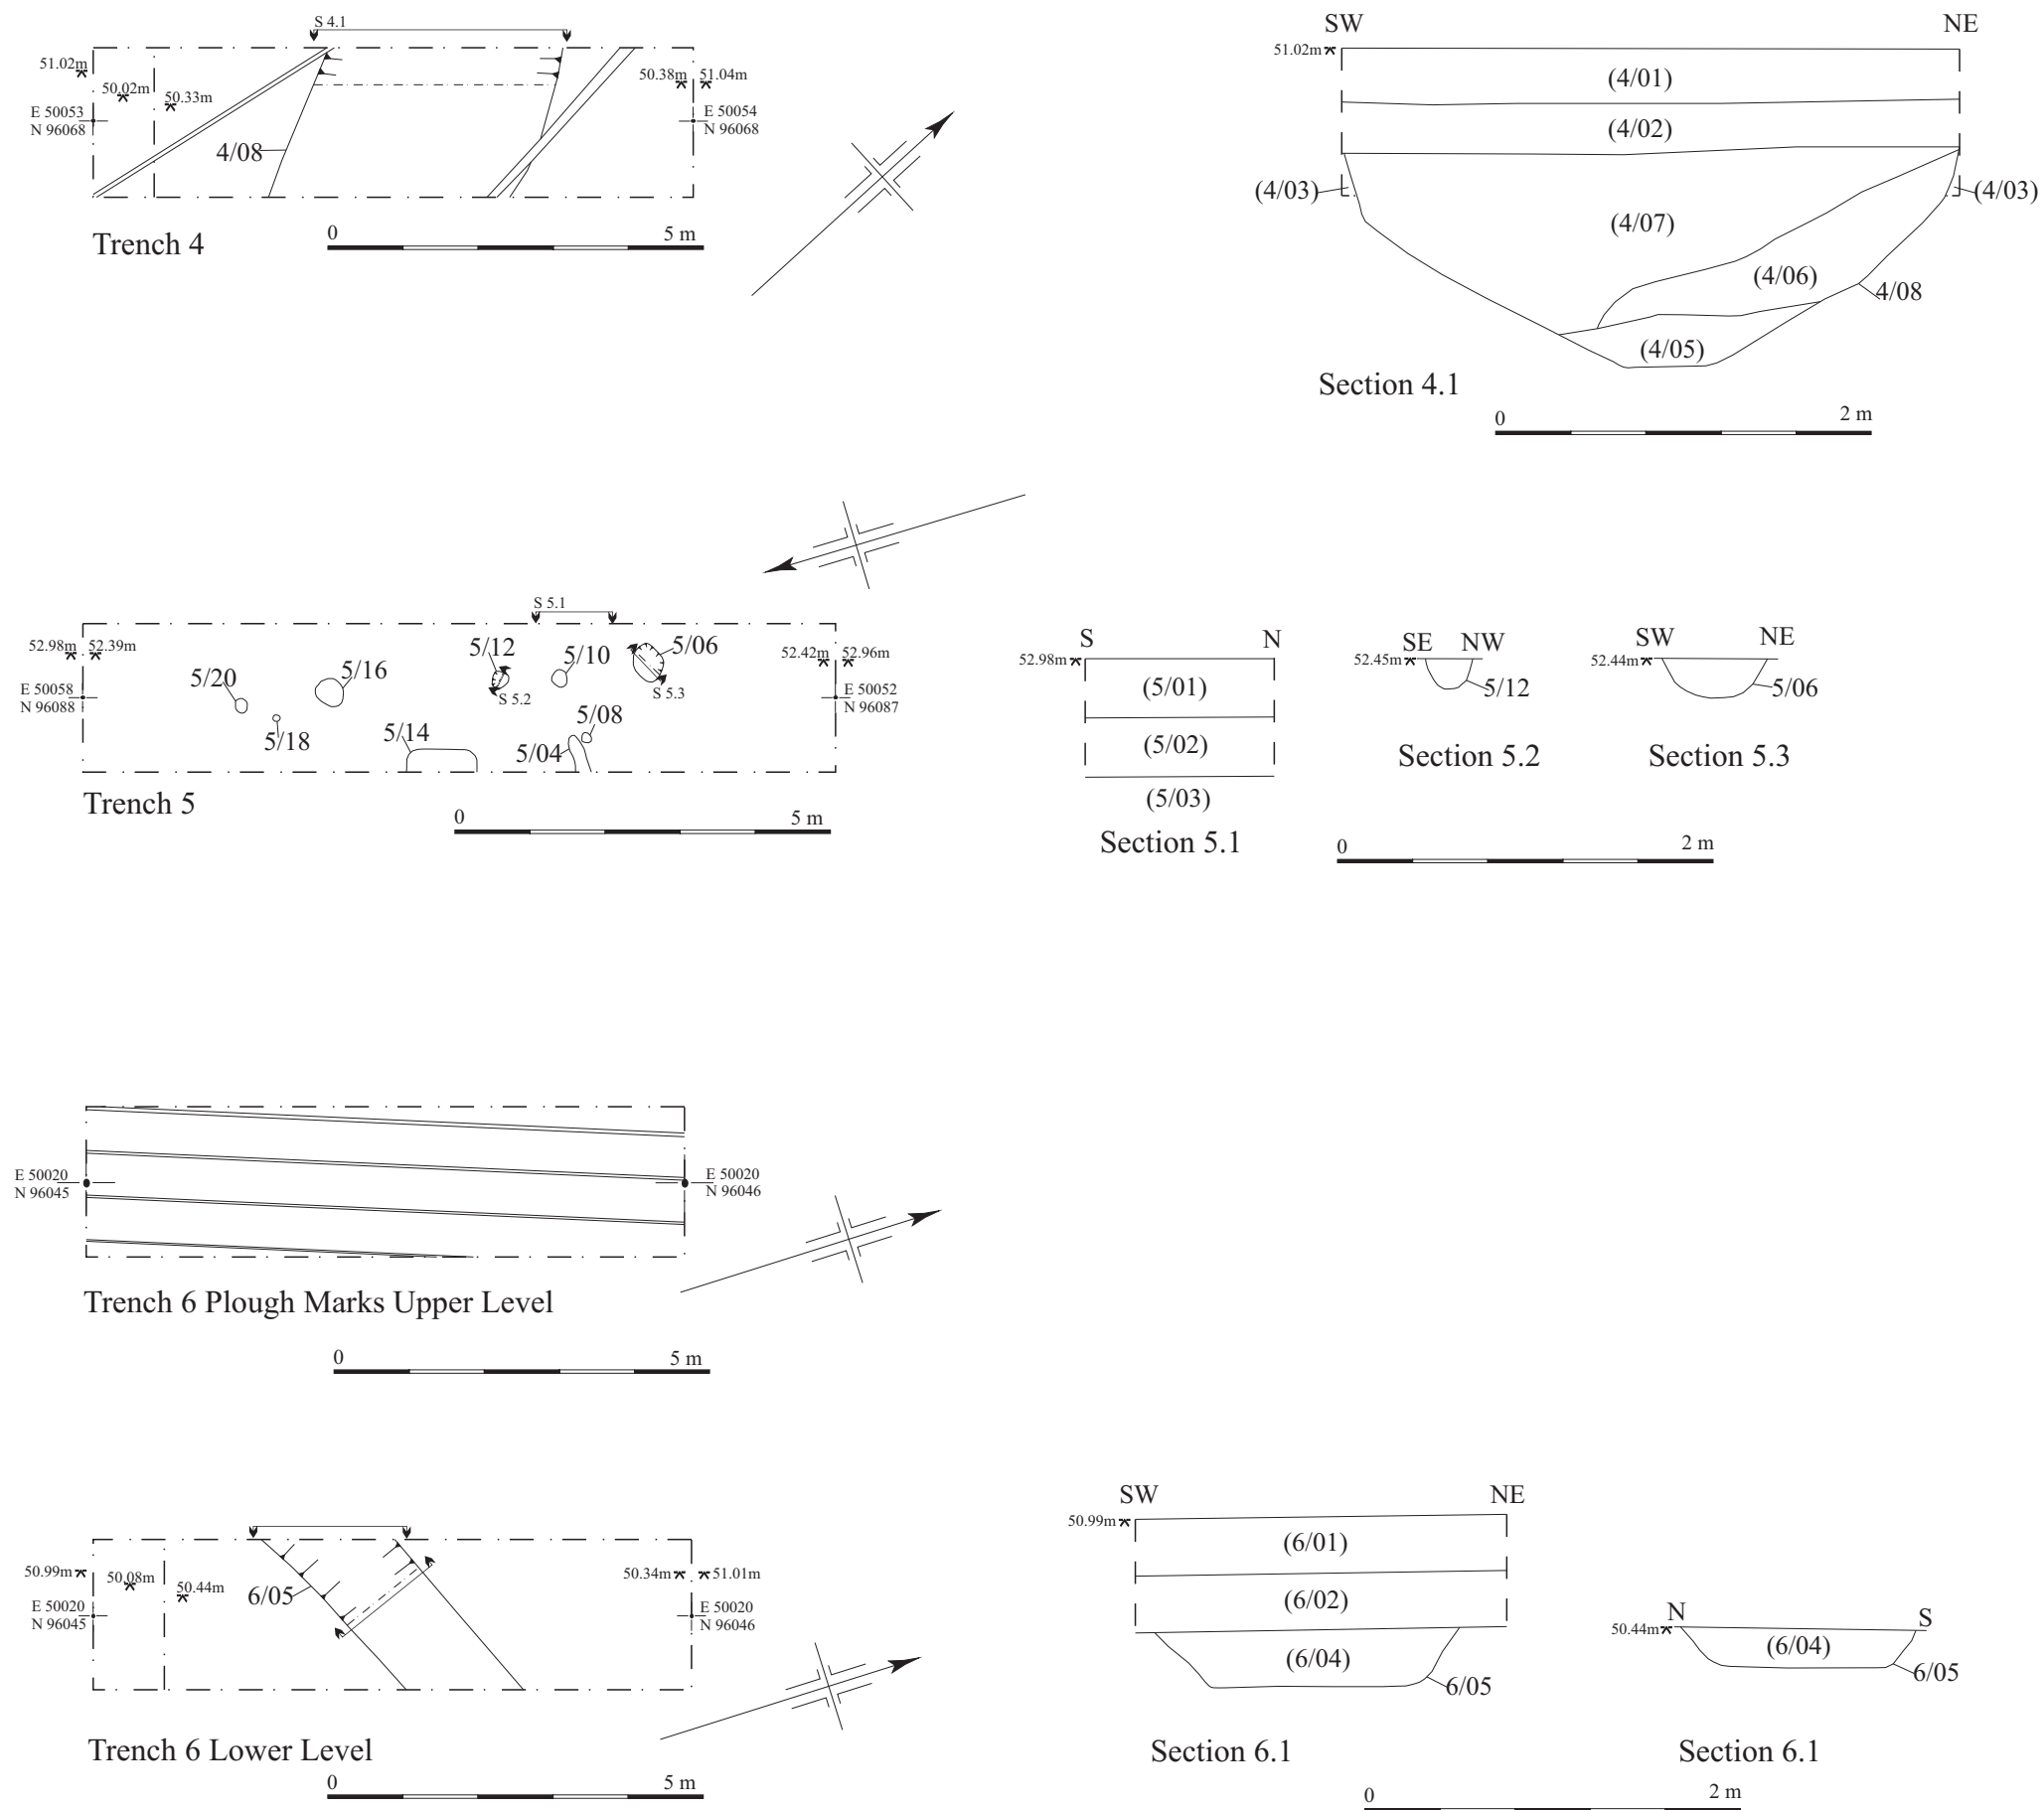 S 4.1
51.02m
50.02m
50.33m
50.38m
51.04m
E 50053
N 96068
E 50054
N 96068
4/08
Trench 4
0
5 m
SW
NE
51.02m
(4/01)
(4/02)
(4/03)
(4/03)
(4/07)
(4/06)
4/08
(4/05)
Section 4.1
0
2 m
S 5.1
52.98m
52.39m
E 50058
N 96088
5/20
5/18
5/16
5/14
5/12
S 5.2
5/10
5/06
S 5.3
5/08
5/04
52.42m
52.96m
E 50052
N 96087
Trench 5
0
5 m
S
N
52.98m
(5/01)
(5/02)
(5/03)
Section 5.1
SE
NW
52.45m
5/12
Section 5.2
SW
NE
52.44m
5/06
Section 5.3
0
2 m
E 50020
N 96045
E 50020
N 96046
Trench 6 Plough Marks Upper Level
0
5 m
50.99m
50.08m
50.44m
6/05
50.34m
51.01m
E 50020
N 96045
E 50020
N 96046
Trench 6 Lower Level
0
5 m
SW
NE
50.99m
(6/01)
(6/02)
(6/04)
6/05
Section 6.1
N
S
50.44m
(6/04)
6/05
Section 6.1
0
2 m